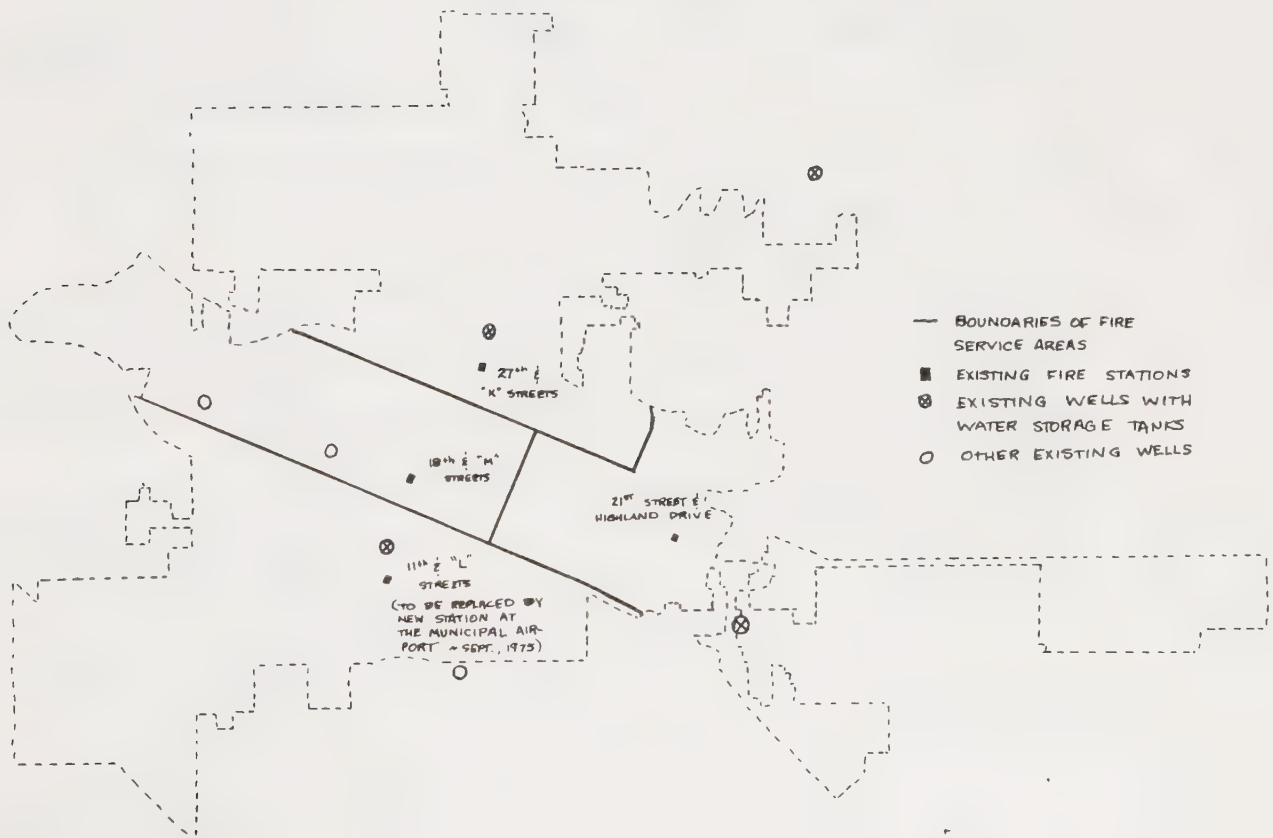 27th &
"K" STREETS
18th & "M"
STREETS
21ST STREET &
HIGHLAND DRIVE
11th & "L"
STREETS
(TO BE REPLACED BY
NEW STATION AT
THE MUNICIPAL AIR-
PORT ~ SEPT., 1975)
BOUNDARIES OF FIRE
SERVICE AREAS
EXISTING FIRE STATIONS
EXISTING WELLS WITH
WATER STORAGE TANKS
OTHER EXISTING WELLS